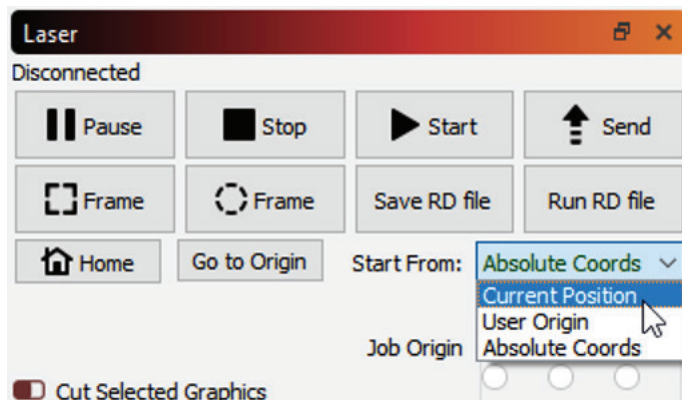 Laser
Disconnected
Pause Stop Start Send
Frame Frame Save RD file Run RD file
Home Go to Origin Start From: Absolute Coords
Current Position
User Origin
Job Origin Absolute Coords
Cut Selected Graphics